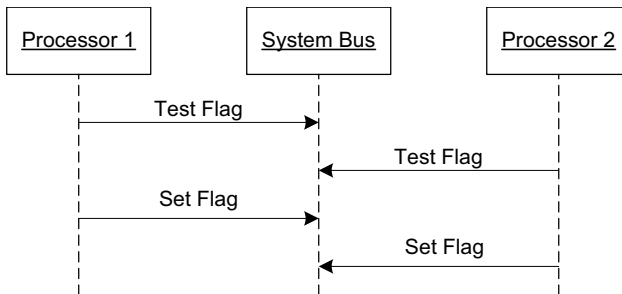 Processor 1
System Bus
Processor 2
Test Flag
Test Flag
Set Flag
Set Flag